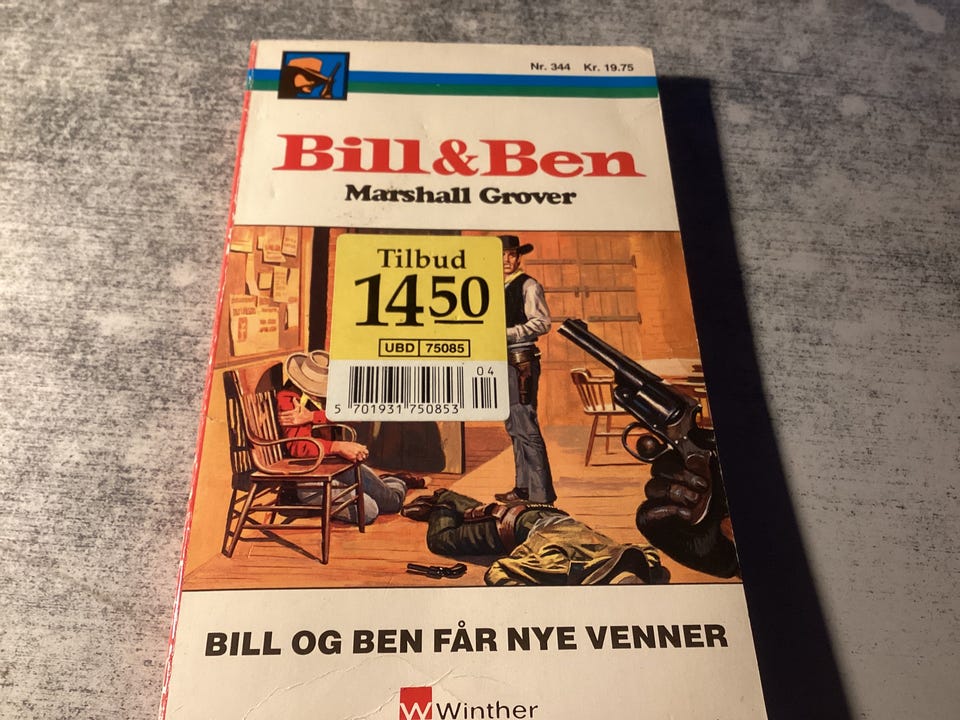 Nr. 344 Kr. 19.75
Bill&Ben
Marshall Grover
Tilbud
14 50
UBD 75085
04
5 701931 750853
BILL OG BEN FÅR NYE VENNER
W Winther